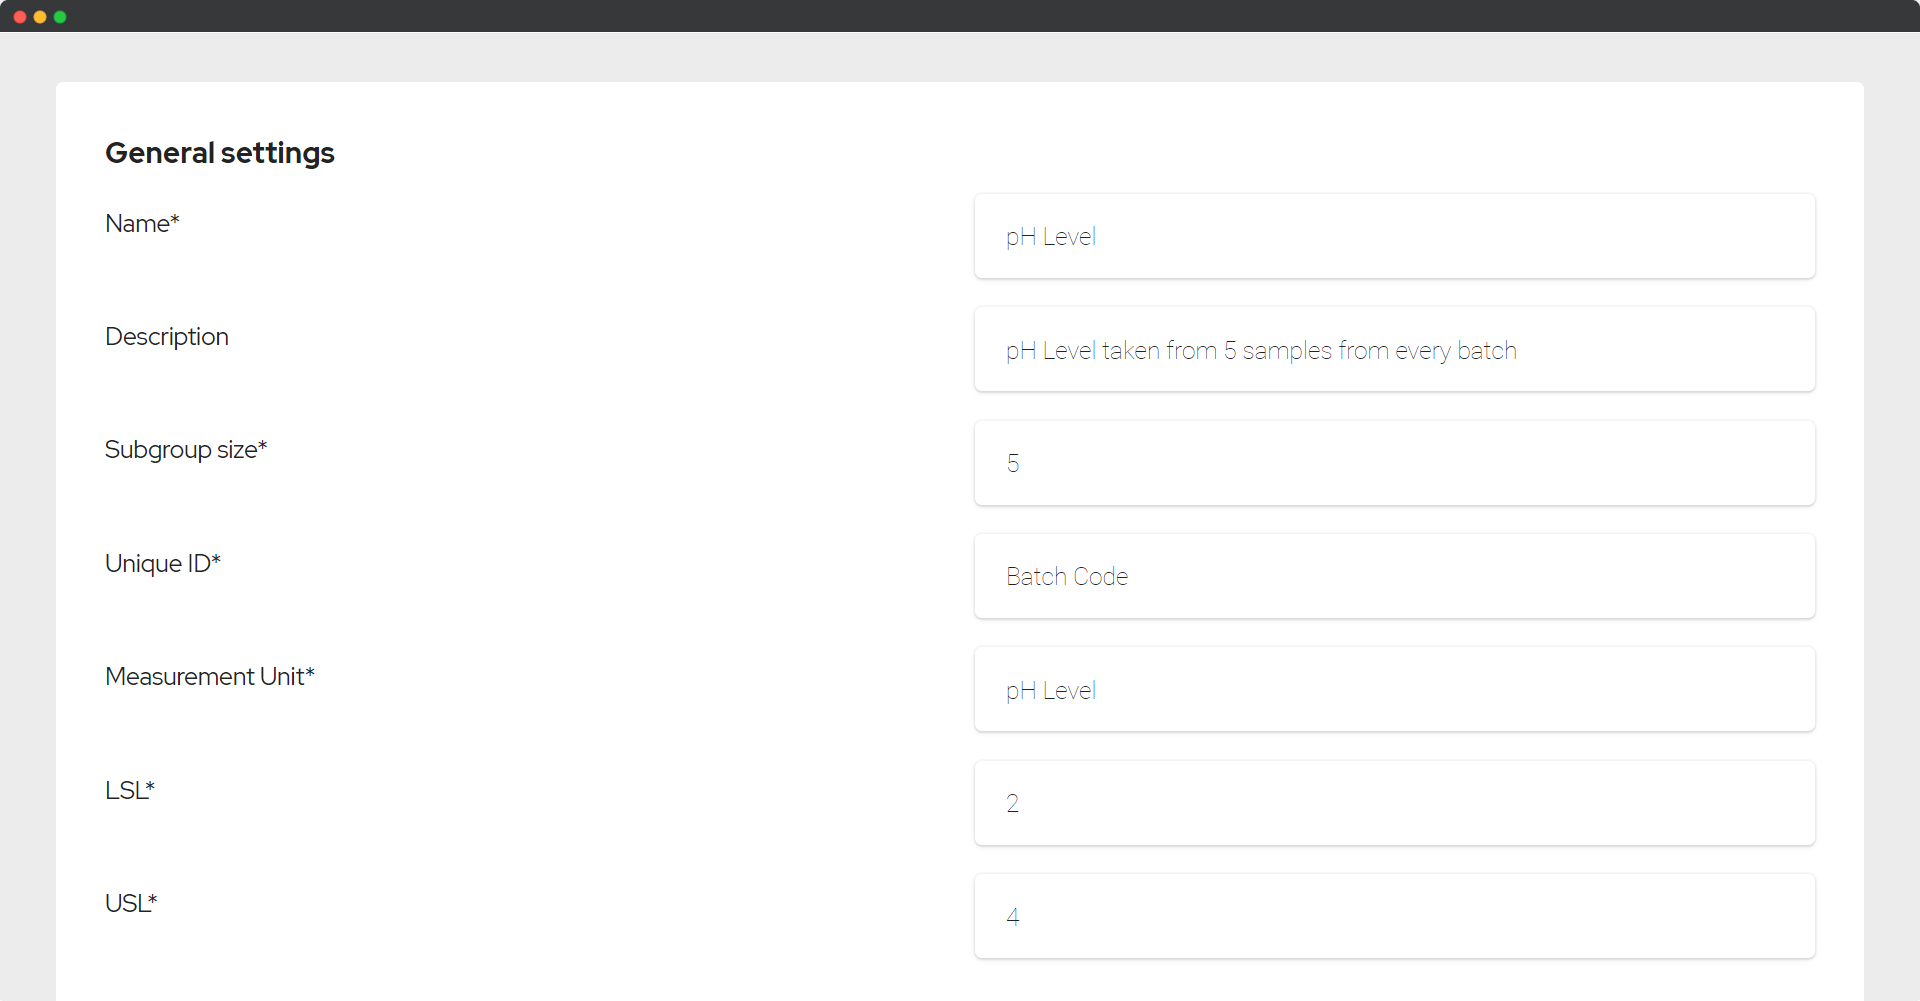 General settings
Name*
pH Level
Description
pH Level taken from 5 samples from every batch
Subgroup size*
5
Unique ID*
Batch Code
Measurement Unit*
pH Level
LSL*
2
USL*
4